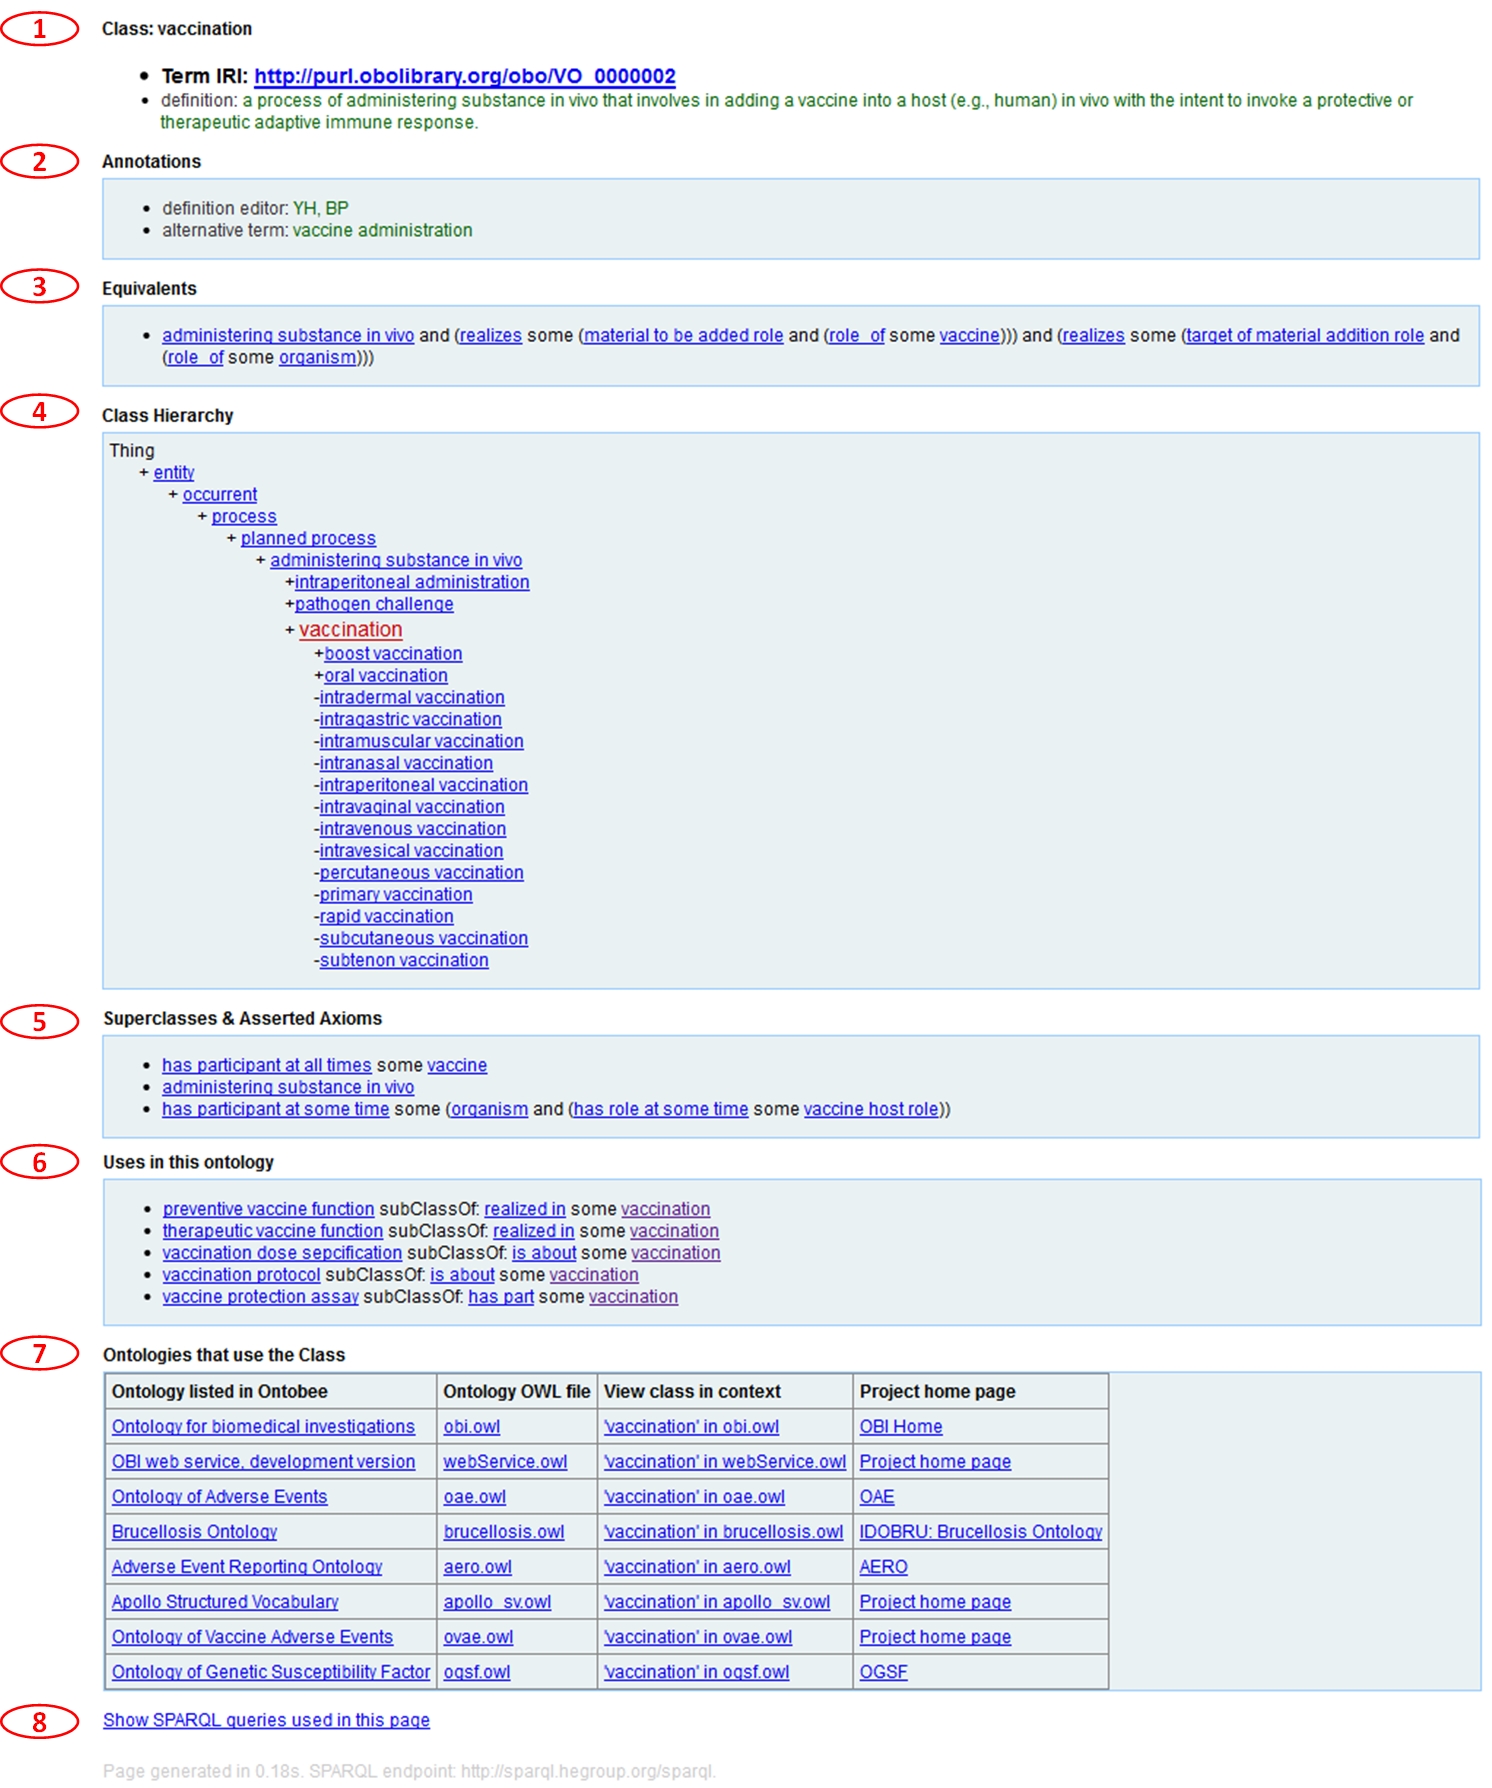 1 Class: vaccination
• Term IRI: http://purl.obolibrary.org/obo/VO_0000002
• definition: a process of administering substance in vivo that involves in adding a vaccine into a host (e.g., human) in vivo with the intent to invoke a protective or
therapeutic adaptive immune response.
2 Annotations
• definition editor: YH, BP
• alternative term: vaccine administration
3 Equivalents
• administering substance in vivo and (realizes some (material to be added role and (role_of some vaccine))) and (realizes some (target of material addition role and
(role_of some organism)))
4 Class Hierarchy
Thing
+ entity
+ occurrent
+ process
+ planned process
+ administering substance in vivo
+intraperitoneal administration
+pathogen challenge
+ vaccination
+boost vaccination
+oral vaccination
-intradermal vaccination
-intragastric vaccination
-intramuscular vaccination
-intranasal vaccination
-intraperitoneal vaccination
-intravaginal vaccination
-intravenous vaccination
-intravesical vaccination
-percutaneous vaccination
-primary vaccination
-rapid vaccination
-subcutaneous vaccination
-subtenon vaccination
5 Superclasses & Asserted Axioms
• has participant at all times some vaccine
• administering substance in vivo
• has participant at some time some (organism and (has role at some time some vaccine host role))
6 Uses in this ontology
• preventive vaccine function subClassOf: realized in some vaccination
• therapeutic vaccine function subClassOf: realized in some vaccination
• vaccination dose sepcification subClassOf: is about some vaccination
• vaccination protocol subClassOf: is about some vaccination
• vaccine protection assay subClassOf: has part some vaccination
7 Ontologies that use the Class
Ontology listed in Ontobee Ontology OWL file View class in context Project home page
Ontology for biomedical investigations obi.owl 'vaccination' in obi.owl OBI Home
OBI web service, development version webService.owl 'vaccination' in webService.owl Project home page
Ontology of Adverse Events oae.owl 'vaccination' in oae.owl OAE
Brucellosis Ontology brucellosis.owl 'vaccination' in brucellosis.owl IDOBRU: Brucellosis Ontology
Adverse Event Reporting Ontology aero.owl 'vaccination' in aero.owl AERO
Apollo Structured Vocabulary apollo_sv.owl 'vaccination' in apollo_sv.owl Project home page
Ontology of Vaccine Adverse Events ovae.owl 'vaccination' in ovae.owl Project home page
Ontology of Genetic Susceptibility Factor ogsf.owl 'vaccination' in ogsf.owl OGSF
8 Show SPARQL queries used in this page
Page generated in 0.18s. SPARQL endpoint: http://sparql.hegroup.org/sparql.